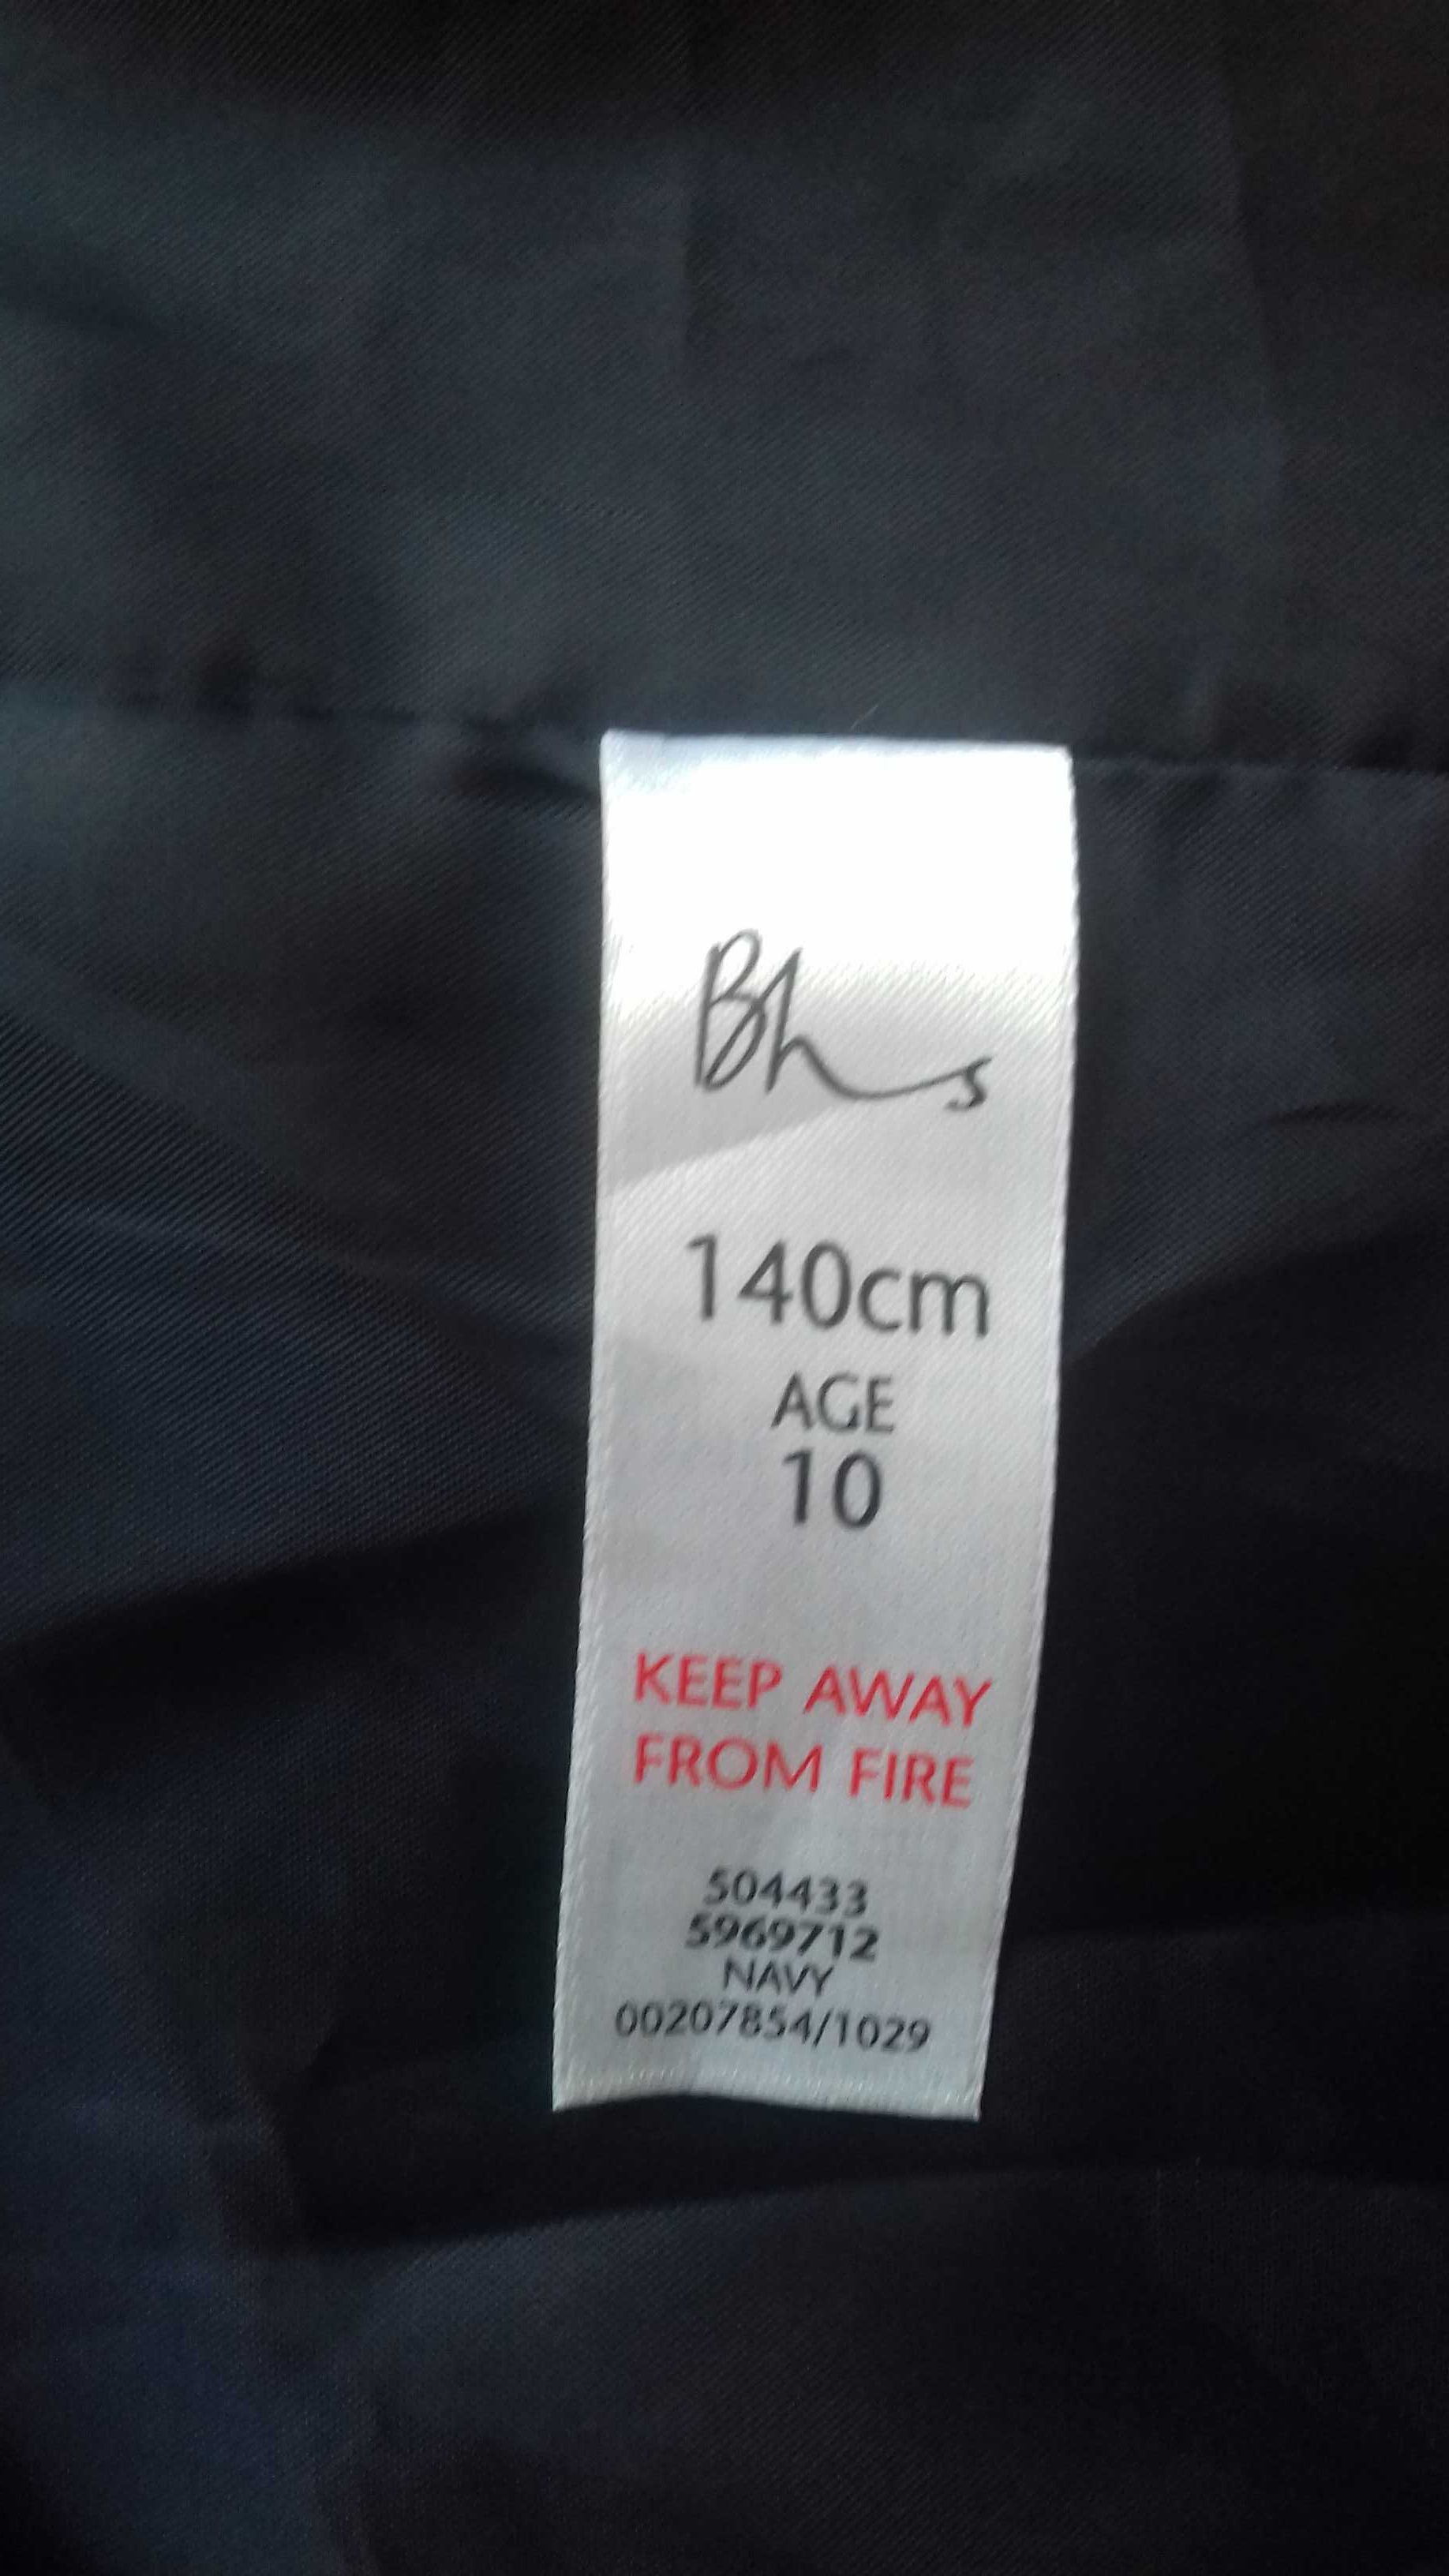 Bhs
140cm
AGE
10
KEEP AWAY
FROM FIRE
504433
5969712
NAVY
00207854/1029